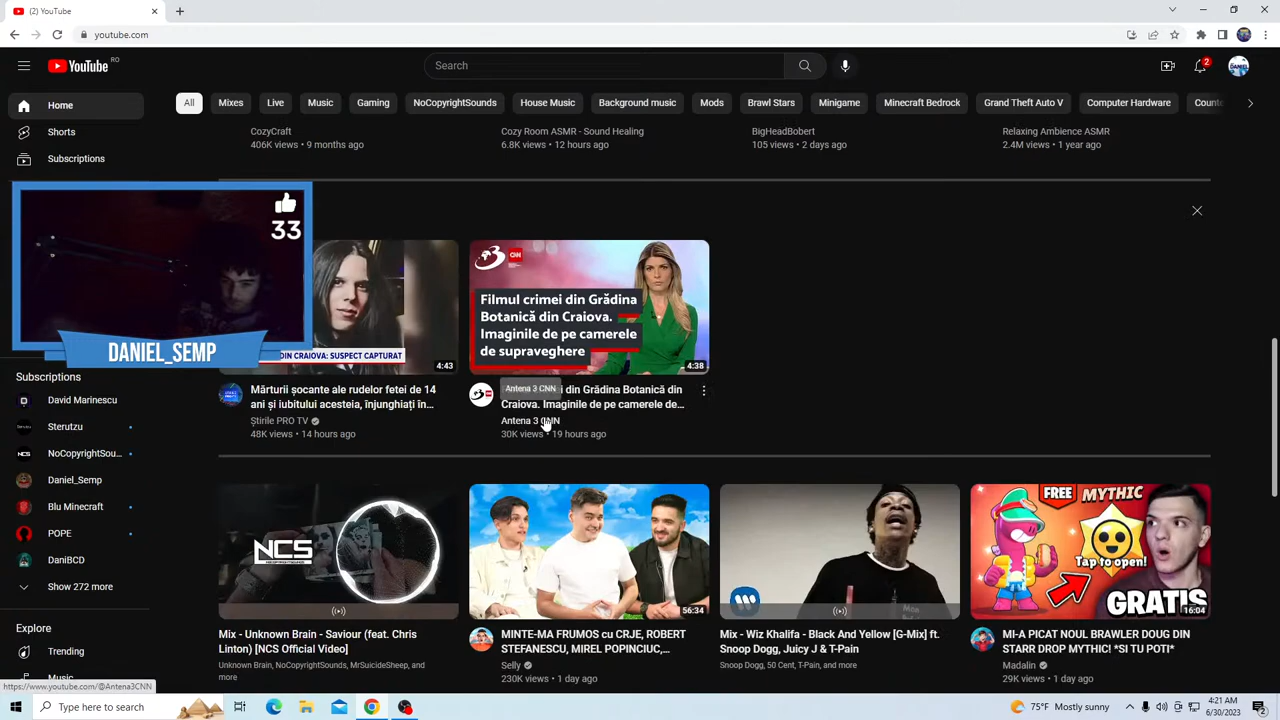 (2) YouTube
youtube.com
YouTube RO
Search
2
DANIEL
Home
All
Mixes
Live
Music
Gaming
NoCopyrightSounds
House Music
Background music
Mods
Brawl Stars
Minigame
Minecraft Bedrock
Grand Theft Auto V
Computer Hardware
Shorts
Subscriptions
CozyCraft
406K views • 9 months ago
Cozy Room ASMR - Sound Healing
6.8K views • 12 hours ago
BigHeadBobert
105 views • 2 days ago
Relaxing Ambience ASMR
2.4M views • 1 year ago
33
DANIEL_SEMP
DIN CRAIOVA: SUSPECT CAPTURAT
4:43
3 CNN
Filmul crimei din Grădina
Botanică din Craiova.
Imaginile de pe camerele
de supraveghere
4:38
Mărturii șocante ale rudelor fetei de 14
ani și iubitului acesteia, înjunghiați în...
Știrile PRO TV
48K views • 14 hours ago
Antena 3 CNN
di din Grădina Botanică din
Craiova. Imaginile de pe camerele de...
Antena 3 CNN
30K views • 19 hours ago
Subscriptions
David Marinescu
Sterutzu
NoCopyrightSou...
Daniel_Semp
Blu Minecraft
POPE
DaniBCD
Show 272 more
Explore
Trending
NCS
Mix - Unknown Brain - Saviour (feat. Chris
Linton) [NCS Official Video]
Unknown Brain, NoCopyrightSounds, MrSuicideSheep, and
more
56:34
MINTE-MA FRUMOS cu CRJE, ROBERT
STEFANESCU, MIREL POPINCIUC,...
Selly
230K views • 1 day ago
Mix - Wiz Khalifa - Black And Yellow [G-Mix] ft.
Snoop Dogg, Juicy J & T-Pain
Snoop Dogg, 50 Cent, T-Pain, and more
FREE MYTHIC
Tap to open!
GRATIS
16:04
MI-A PICAT NOUL BRAWLER DOUG DIN
STARR DROP MYTHIC! *SI TU POTI*
Madalin
29K views • 1 day ago
https://www.youtube.com/@Antena3CNN
Type here to search
75°F Mostly sunny
4:21 AM
6/30/2023
2